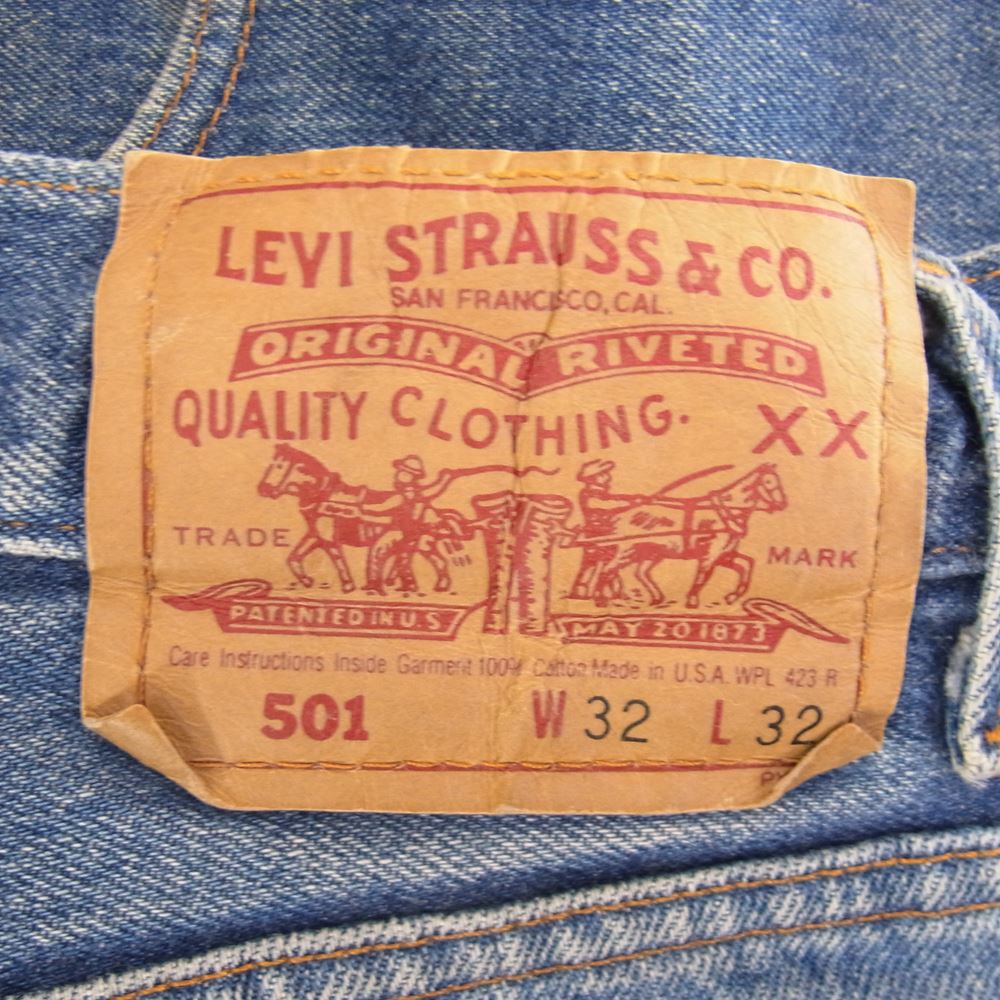 LEVI STRAUSS & CO.
SAN FRANCISCO, CAL.
ORIGINAL RIVETED
QUALITY CLOTHING. XX
TRADE MARK
PATENTED IN U.S MAY 20 1873
Care Instructions Inside Garment 100% Cotton Made in U.S.A. WPL 423 R
501 W 32 L 32